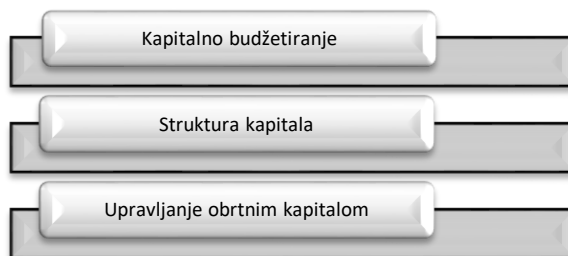 Kapitalno budžetiranje
Struktura kapitala
Upravljanje obrtnim kapitalom